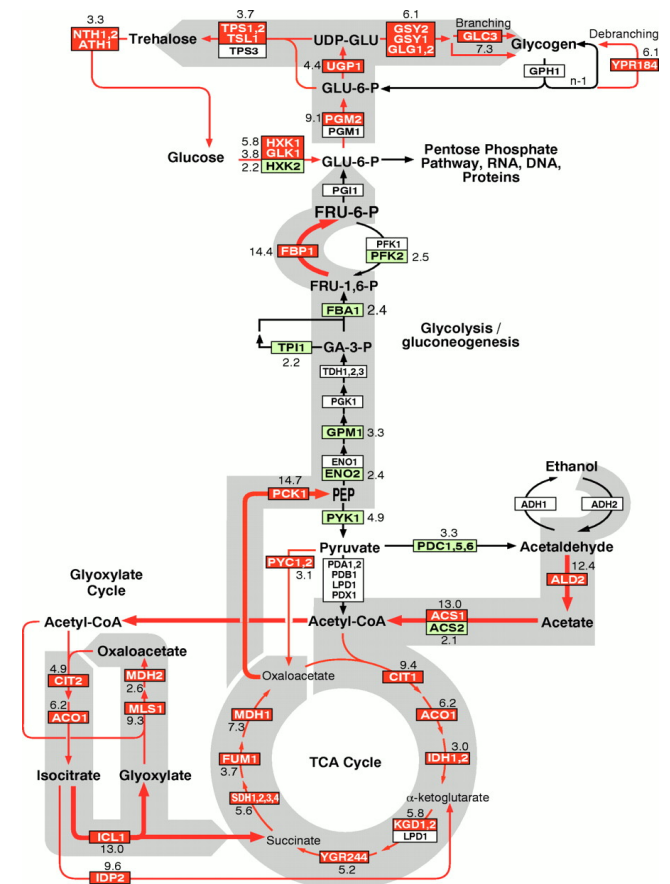 3.3
NTH1,2
ATH1
Trehalose
3.7
TPS1,2
TSL1
TPS3
UDP-GLU
6.1
GSY2
GSY1
GLG1,2
Branching
GLC3
7.3
Glycogen
Debranching
6.1
YPR184
GPH1
n-1
4.4
UGP1
GLU-6-P
9.1
PGM2
PGM1
Glucose
5.8
3.8
2.2
HXK1
GLK1
HXK2
GLU-6-P
Pentose Phosphate
Pathway, RNA, DNA,
Proteins
PGI1
FRU-6-P
14.4
FBP1
PFK1
PFK2
2.5
FRU-1,6-P
FBA1
2.4
Glycolysis /
gluconeogenesis
TPI1
2.2
GA-3-P
TDH1,2,3
PGK1
GPM1
3.3
ENO1
ENO2
2.4
14.7
PCK1
PEP
PYK1
4.9
Ethanol
ADH1
ADH2
Pyruvate
3.3
PDC1,5,6
Acetaldehyde
PYC1,2
3.1
PDA1,2
PDB1
LPD1
PDX1
12.4
ALD2
Glyoxylate
Cycle
Acetyl-CoA
Acetyl-CoA
13.0
ACS1
ACS2
2.1
Acetate
Oxaloacetate
4.9
CIT2
MDH2
2.6
6.2
ACO1
MLS1
9.3
Isocitrate
Glyoxylate
ICL1
13.0
9.6
IDP2
Oxaloacetate
9.4
CIT1
6.2
ACO1
3.0
IDH1,2
TCA Cycle
MDH1
7.3
FUM1
3.7
SDH1,2,3,4
5.6
α-ketoglutarate
5.8
KGD1,2
LPD1
Succinate
YGR244
5.2